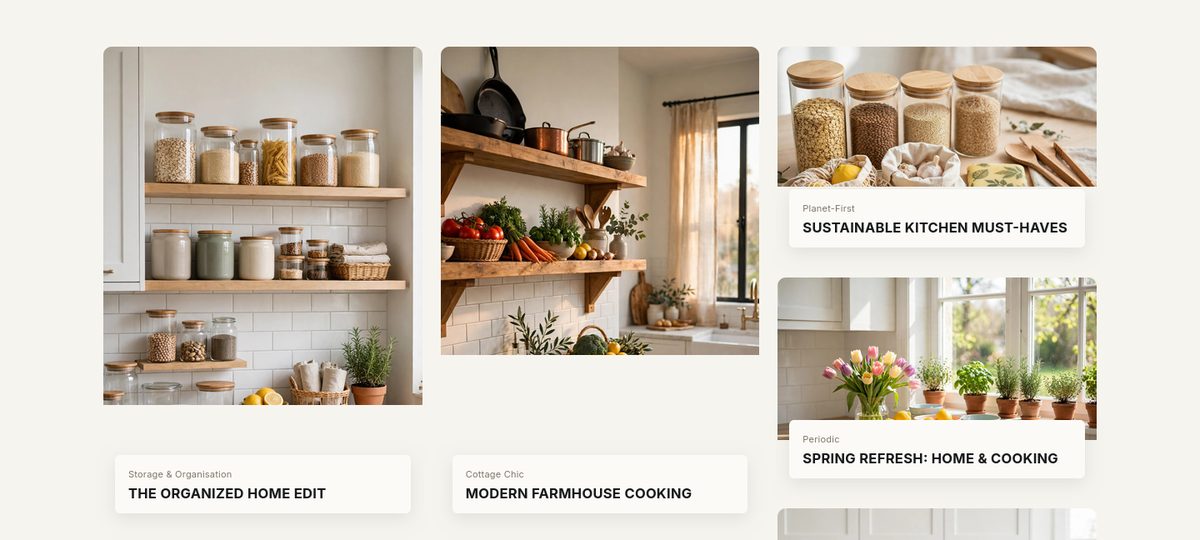 Planet-First
SUSTAINABLE KITCHEN MUST-HAVES
Periodic
SPRING REFRESH: HOME & COOKING
Storage & Organisation
THE ORGANIZED HOME EDIT
Cottage Chic
MODERN FARMHOUSE COOKING